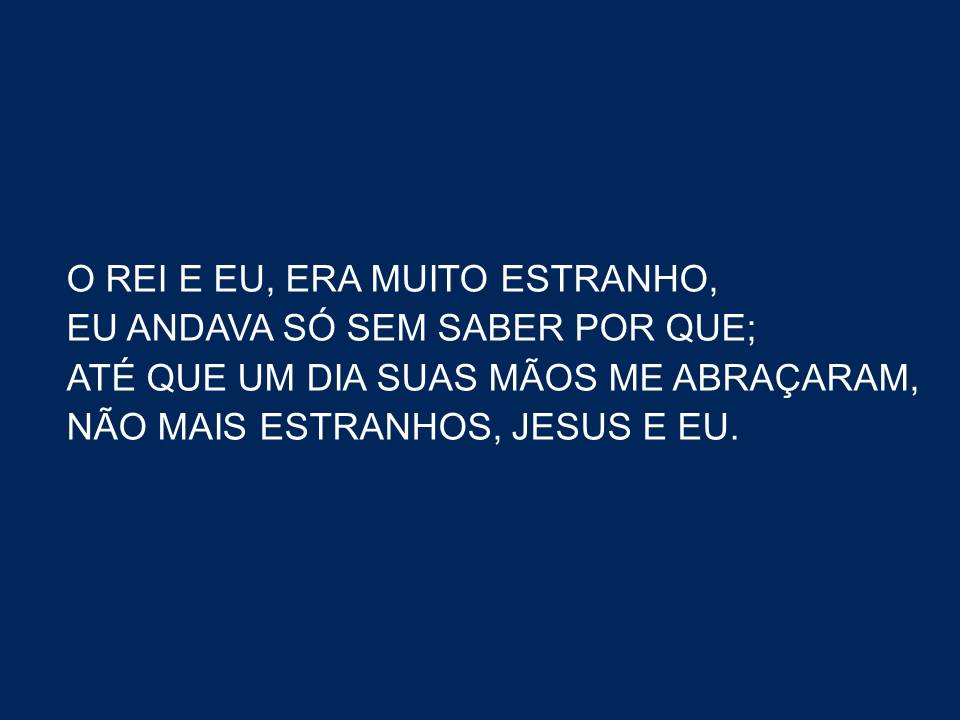 O REI E EU, ERA MUITO ESTRANHO,
EU ANDAVA SÓ SEM SABER POR QUE;
ATÉ QUE UM DIA SUAS MÃOS ME ABRAÇARAM,
NÃO MAIS ESTRANHOS, JESUS E EU.